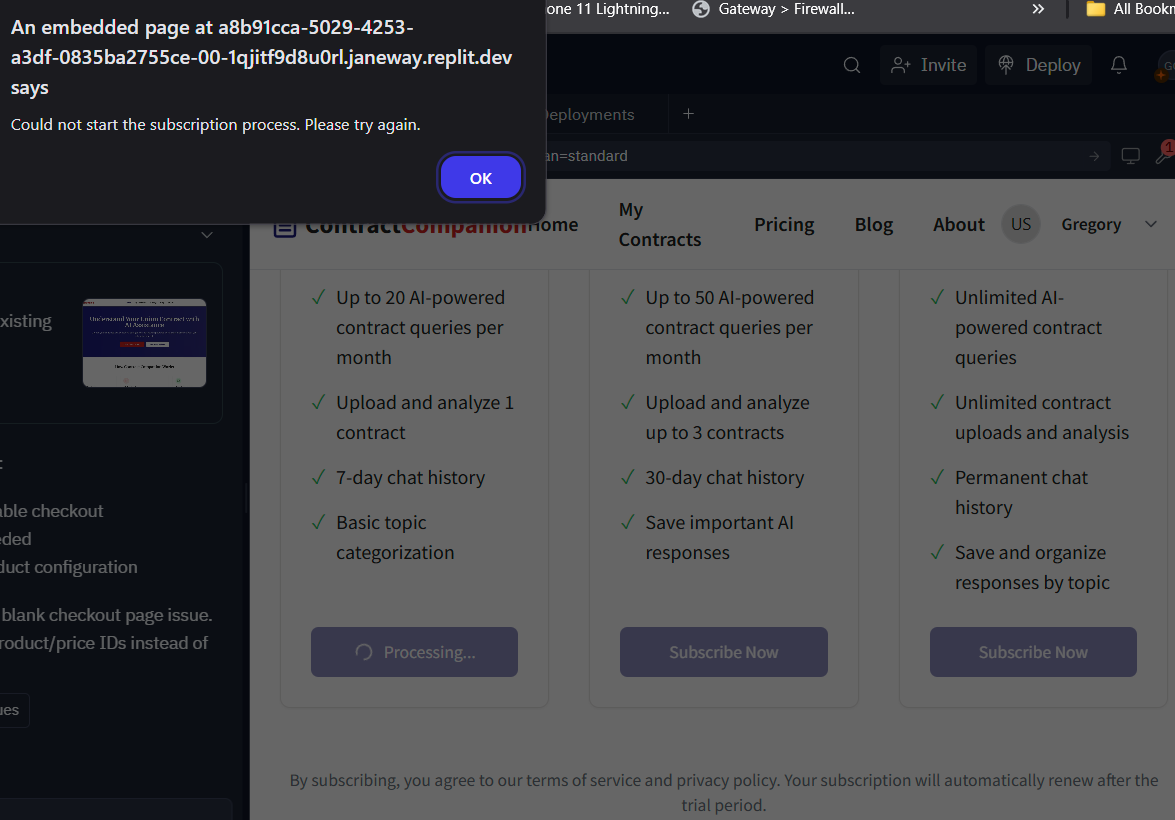 An embedded page at a8b91cca-5029-4253-
a3df-0835ba2755ce-00-1qjitf9d8u0rl.janeway.replit.dev
says
Could not start the subscription process. Please try again.
OK
one 11 Lightning...
Gateway > Firewall...
»
All Bookm
Invite
Deploy
Deployments
+
an=standard
1
ContractCompanion
Home
My
Contracts
Pricing
Blog
About
US
Gregory
xisting
Understand Your Union Contract with
AI Assistance
able checkout
eded
duct configuration
blank checkout page issue.
roduct/price IDs instead of
ues
Up to 20 AI-powered
contract queries per
month
Upload and analyze 1
contract
7-day chat history
Basic topic
categorization
Processing...
Up to 50 AI-powered
contract queries per
month
Upload and analyze
up to 3 contracts
30-day chat history
Save important AI
responses
Subscribe Now
Unlimited AI-
powered contract
queries
Unlimited contract
uploads and analysis
Permanent chat
history
Save and organize
responses by topic
Subscribe Now
By subscribing, you agree to our terms of service and privacy policy. Your subscription will automatically renew after the
trial period.